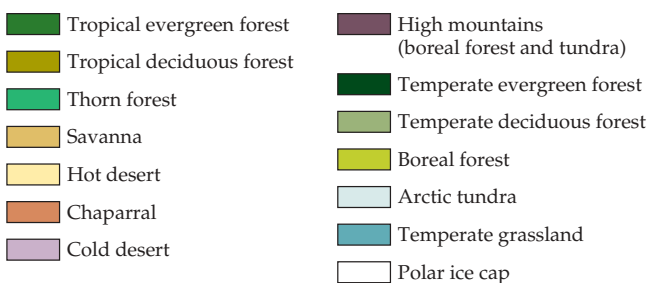 Tropical evergreen forest
Tropical deciduous forest
Thorn forest
Savanna
Hot desert
Chaparral
Cold desert
High mountains
(boreal forest and tundra)
Temperate evergreen forest
Temperate deciduous forest
Boreal forest
Arctic tundra
Temperate grassland
Polar ice cap